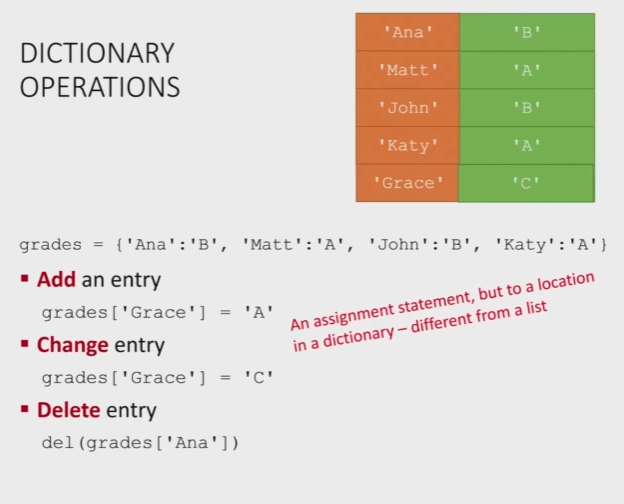 DICTIONARY
OPERATIONS
'Ana' 'B'
'Matt' 'A'
'John' 'B'
'Katy' 'A'
'Grace' 'C'
grades = {'Ana':'B', 'Matt':'A', 'John':'B', 'Katy':'A'}
▪ Add an entry
grades['Grace'] = 'A'
An assignment statement, but to a location
in a dictionary – different from a list
▪ Change entry
grades['Grace'] = 'C'
▪ Delete entry
del(grades['Ana'])